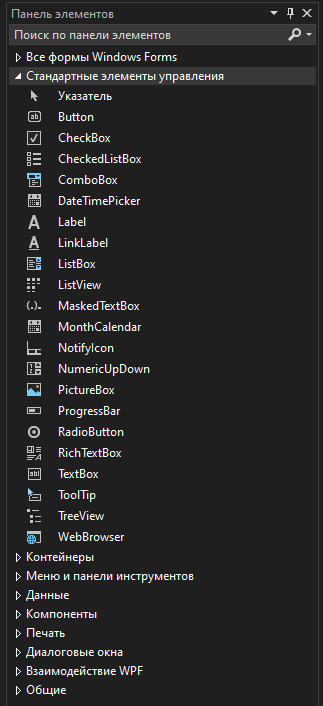 Панель элементов
Поиск по панели элементов
Все формы Windows Forms
Стандартные элементы управления
Указатель
Button
CheckBox
CheckedListBox
ComboBox
DateTimePicker
Label
LinkLabel
ListBox
ListView
MaskedTextBox
MonthCalendar
NotifyIcon
NumericUpDown
PictureBox
ProgressBar
RadioButton
RichTextBox
TextBox
ToolTip
TreeView
WebBrowser
Контейнеры
Меню и панели инструментов
Данные
Компоненты
Печать
Диалоговые окна
Взаимодействие WPF
Общие